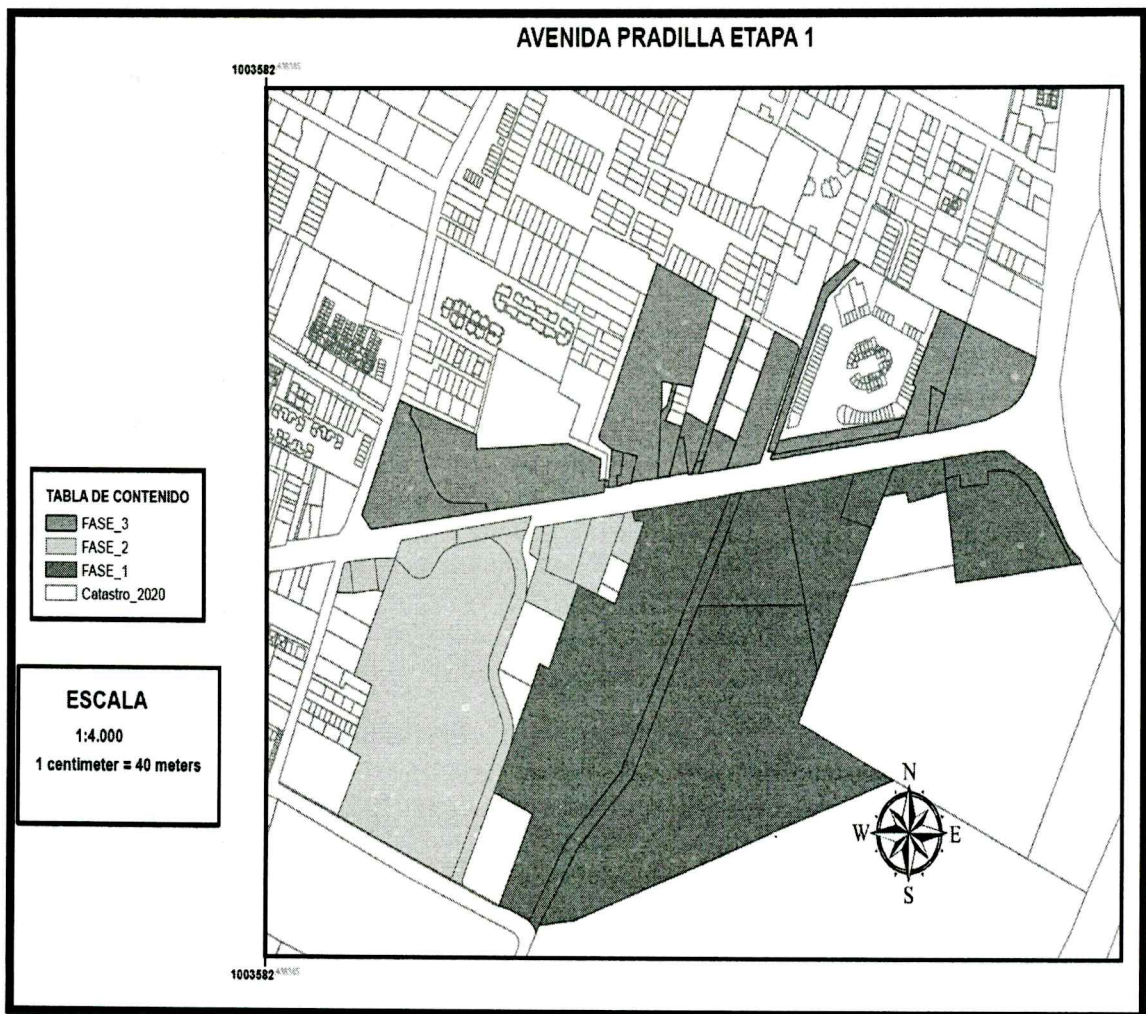 AVENIDA PRADILLA ETAPA 1
1003582
TABLA DE CONTENIDO
FASE_3
FASE_2
FASE_1
Catastro_2020
ESCALA
1:4.000
1 centimeter = 40 meters
N
W E
S
1003582